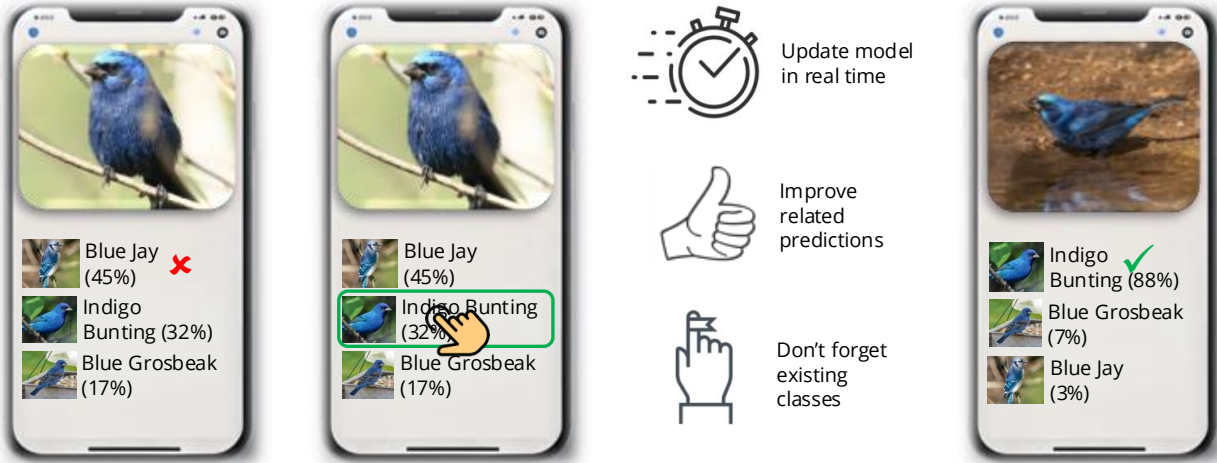 Blue Jay
(45%)
Indigo
Bunting (32%)
Blue Grosbeak
(17%)
Blue Jay
(45%)
Indigo Bunting
(32%)
Blue Grosbeak
(17%)
Update model
in real time
Improve
related
predictions
Don’t forget
existing
classes
Indigo
Bunting (88%)
Blue Grosbeak
(7%)
Blue Jay
(3%)